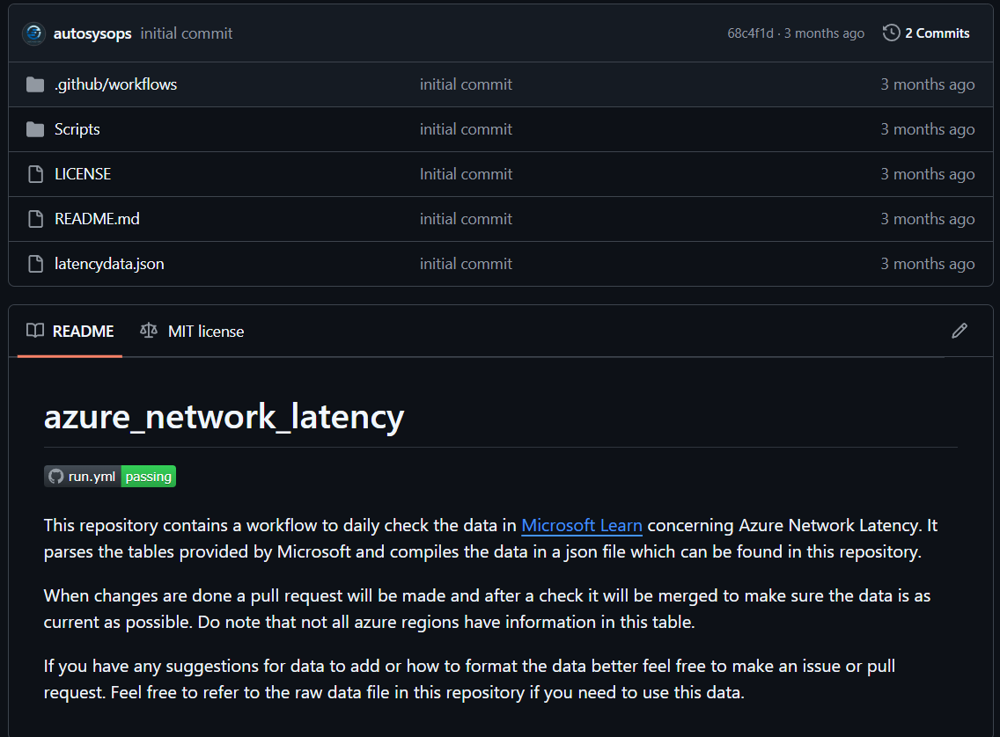 autosysops initial commit 68c4f1d · 3 months ago 2 Commits
.github/workflows initial commit 3 months ago
Scripts initial commit 3 months ago
LICENSE Initial commit 3 months ago
README.md initial commit 3 months ago
latencydata.json initial commit 3 months ago
README MIT license
azure_network_latency
run.yml passing
This repository contains a workflow to daily check the data in Microsoft Learn concerning Azure Network Latency. It
parses the tables provided by Microsoft and compiles the data in a json file which can be found in this repository.
When changes are done a pull request will be made and after a check it will be merged to make sure the data is as
current as possible. Do note that not all azure regions have information in this table.
If you have any suggestions for data to add or how to format the data better feel free to make an issue or pull
request. Feel free to refer to the raw data file in this repository if you need to use this data.